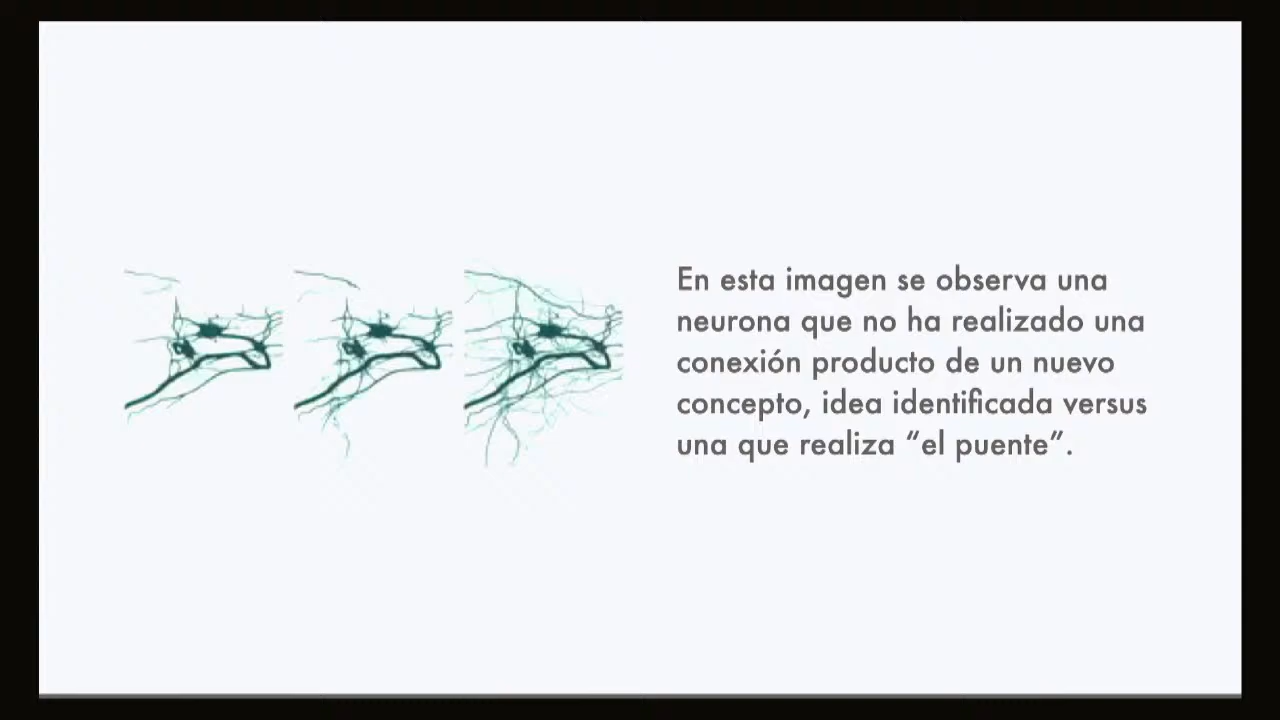 En esta imagen se observa una
neurona que no ha realizado una
conexión producto de un nuevo
concepto, idea identificada versus
una que realiza “el puente”.